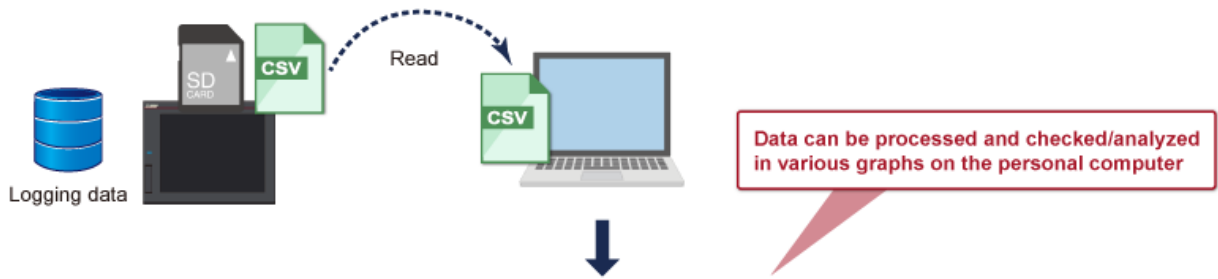 CSV
Read
SD
CARD
CSV
Logging data
Data can be processed and checked/analyzed
in various graphs on the personal computer